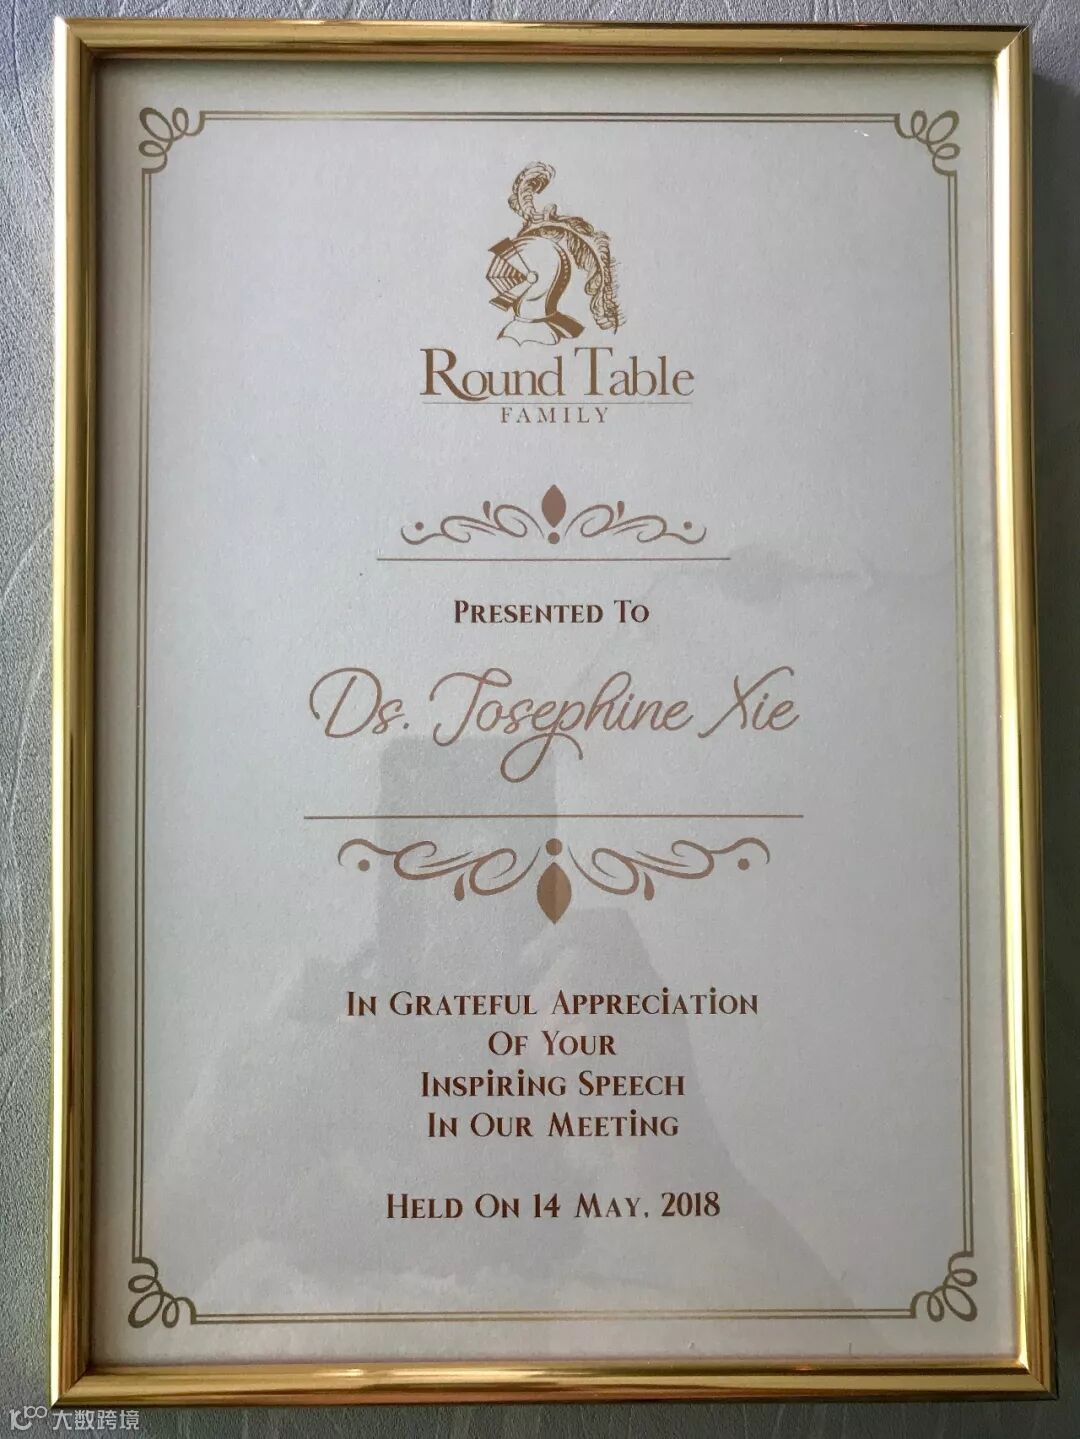 Round Table
FAMILY
PRESENTED TO
Ds. Josephine Xie
IN GRATEFUL APPRECIATION
OF YOUR
INSPIRING SPEECH
IN OUR MEETING
HELD ON 14 MAY, 2018
大数跨境